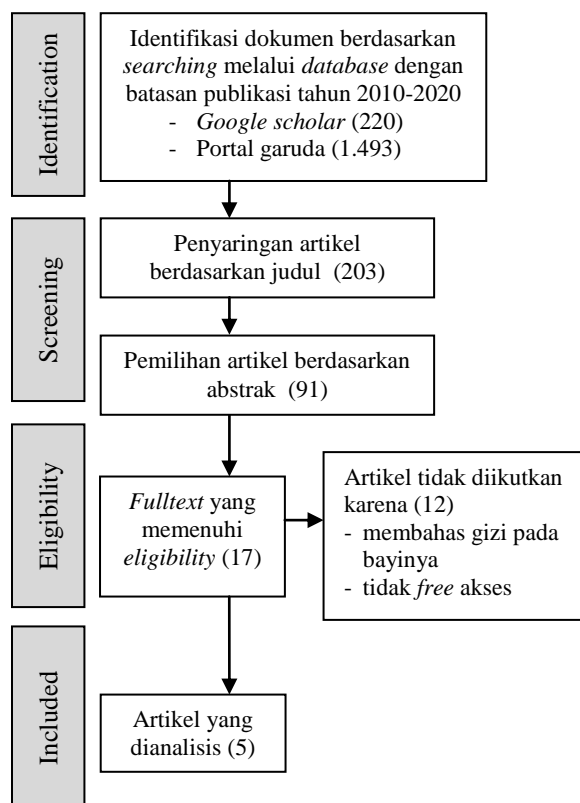 Identification
Identifikasi dokumen berdasarkan
searching melalui database dengan
batasan publikasi tahun 2010-2020
- Google scholar (220)
- Portal garuda (1.493)
Screening
Penyaringan artikel
berdasarkan judul (203)
Pemilihan artikel berdasarkan
abstrak (91)
Eligibility
Fulltext yang
memenuhi
eligibility (17)
Artikel tidak diikutkan
karena (12)
- membahas gizi pada
bayinya
- tidak free akses
Included
Artikel yang
dianalisis (5)